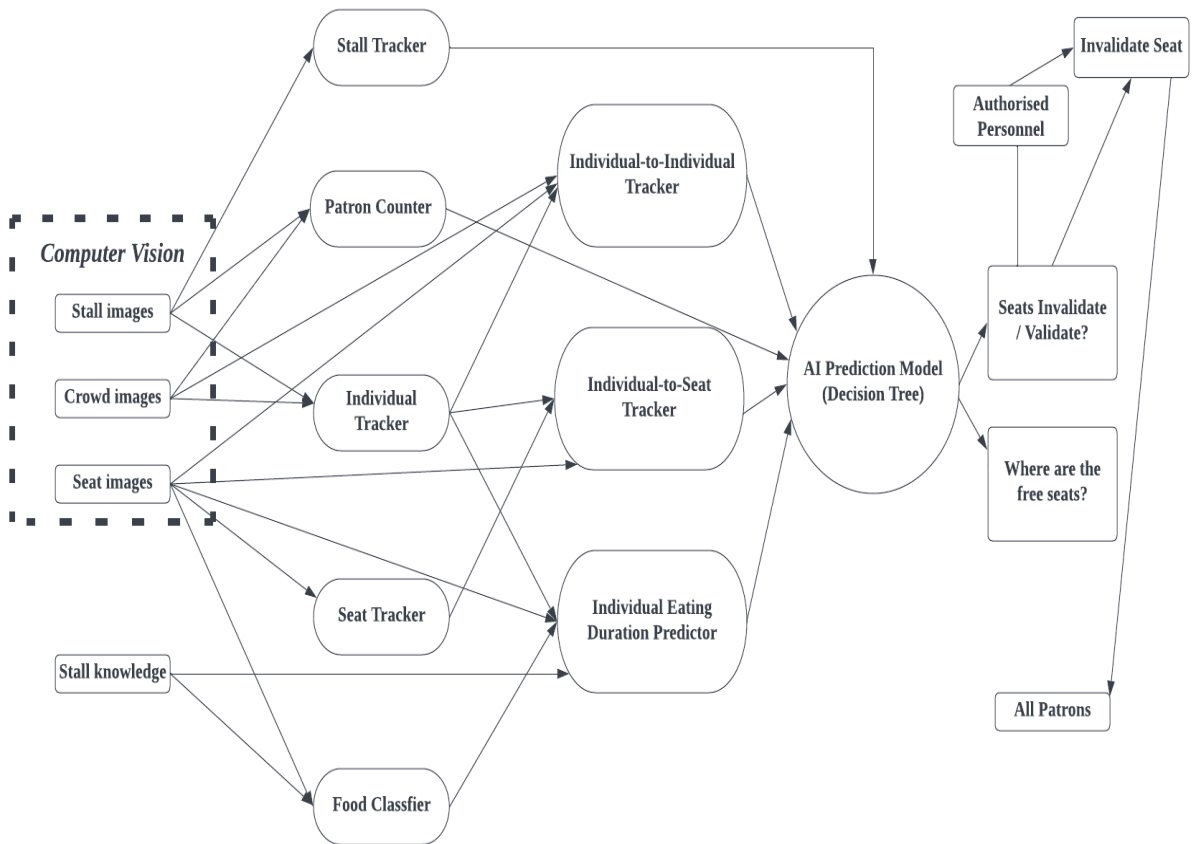 Stall Tracker
Invalidate Seat
Authorised
Personnel
Individual-to-Individual
Tracker
Patron Counter
Computer Vision
Stall images
Seats Invalidate
/ Validate?
AI Prediction Model
(Decision Tree)
Crowd images
Individual
Tracker
Individual-to-Seat
Tracker
Seat images
Where are the
free seats?
Seat Tracker
Individual Eating
Duration Predictor
Stall knowledge
All Patrons
Food Classfier